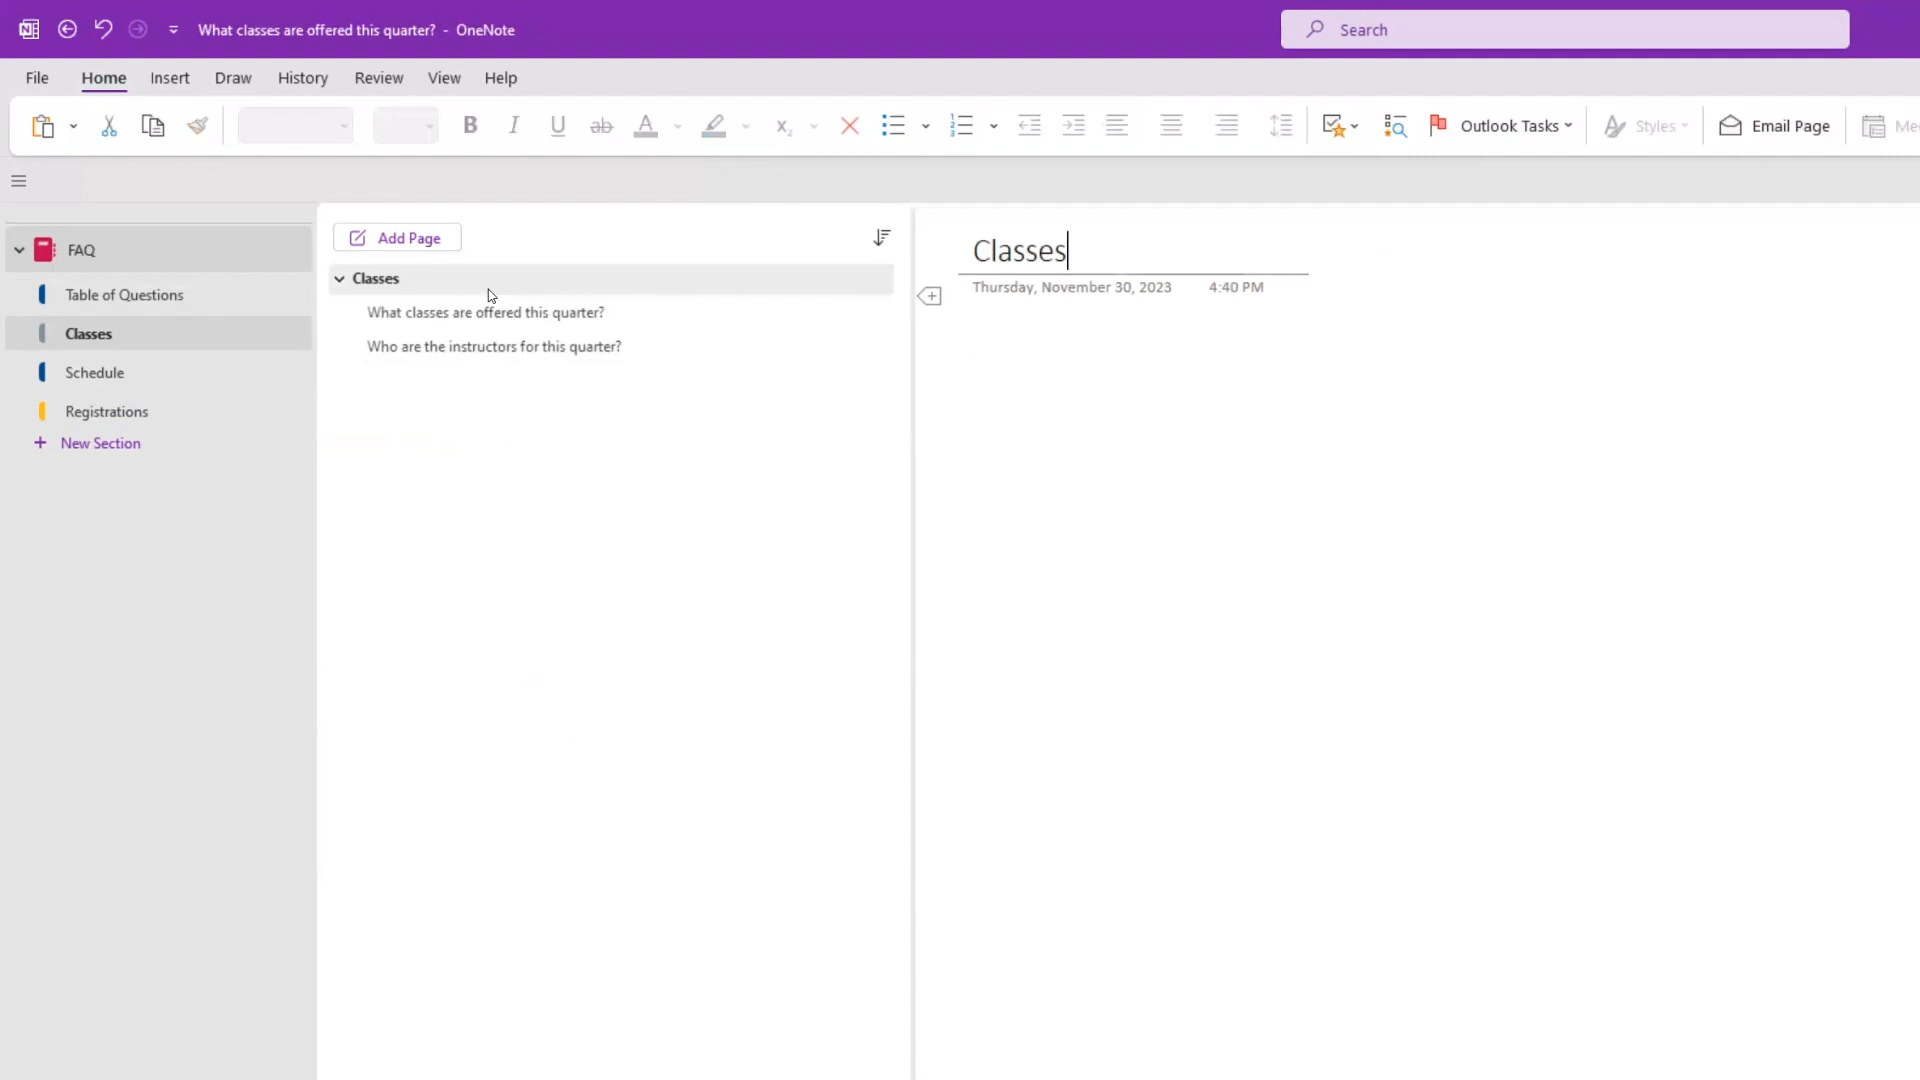 What classes are offered this quarter? - OneNote
Search
File Home Insert Draw History Review View Help
B I U ab A x₂ Outlook Tasks Styles Email Page
FAQ
Table of Questions
Classes
Schedule
Registrations
+ New Section
Add Page
Classes
What classes are offered this quarter?
Who are the instructors for this quarter?
Classes
Thursday, November 30, 2023 4:40 PM